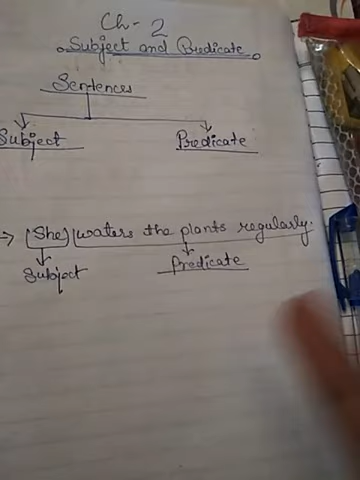 Ch- 2
Subject and Predicate
Sentences
Subject Predicate
→ (She) (waters the plants regularly.
Subject Predicate